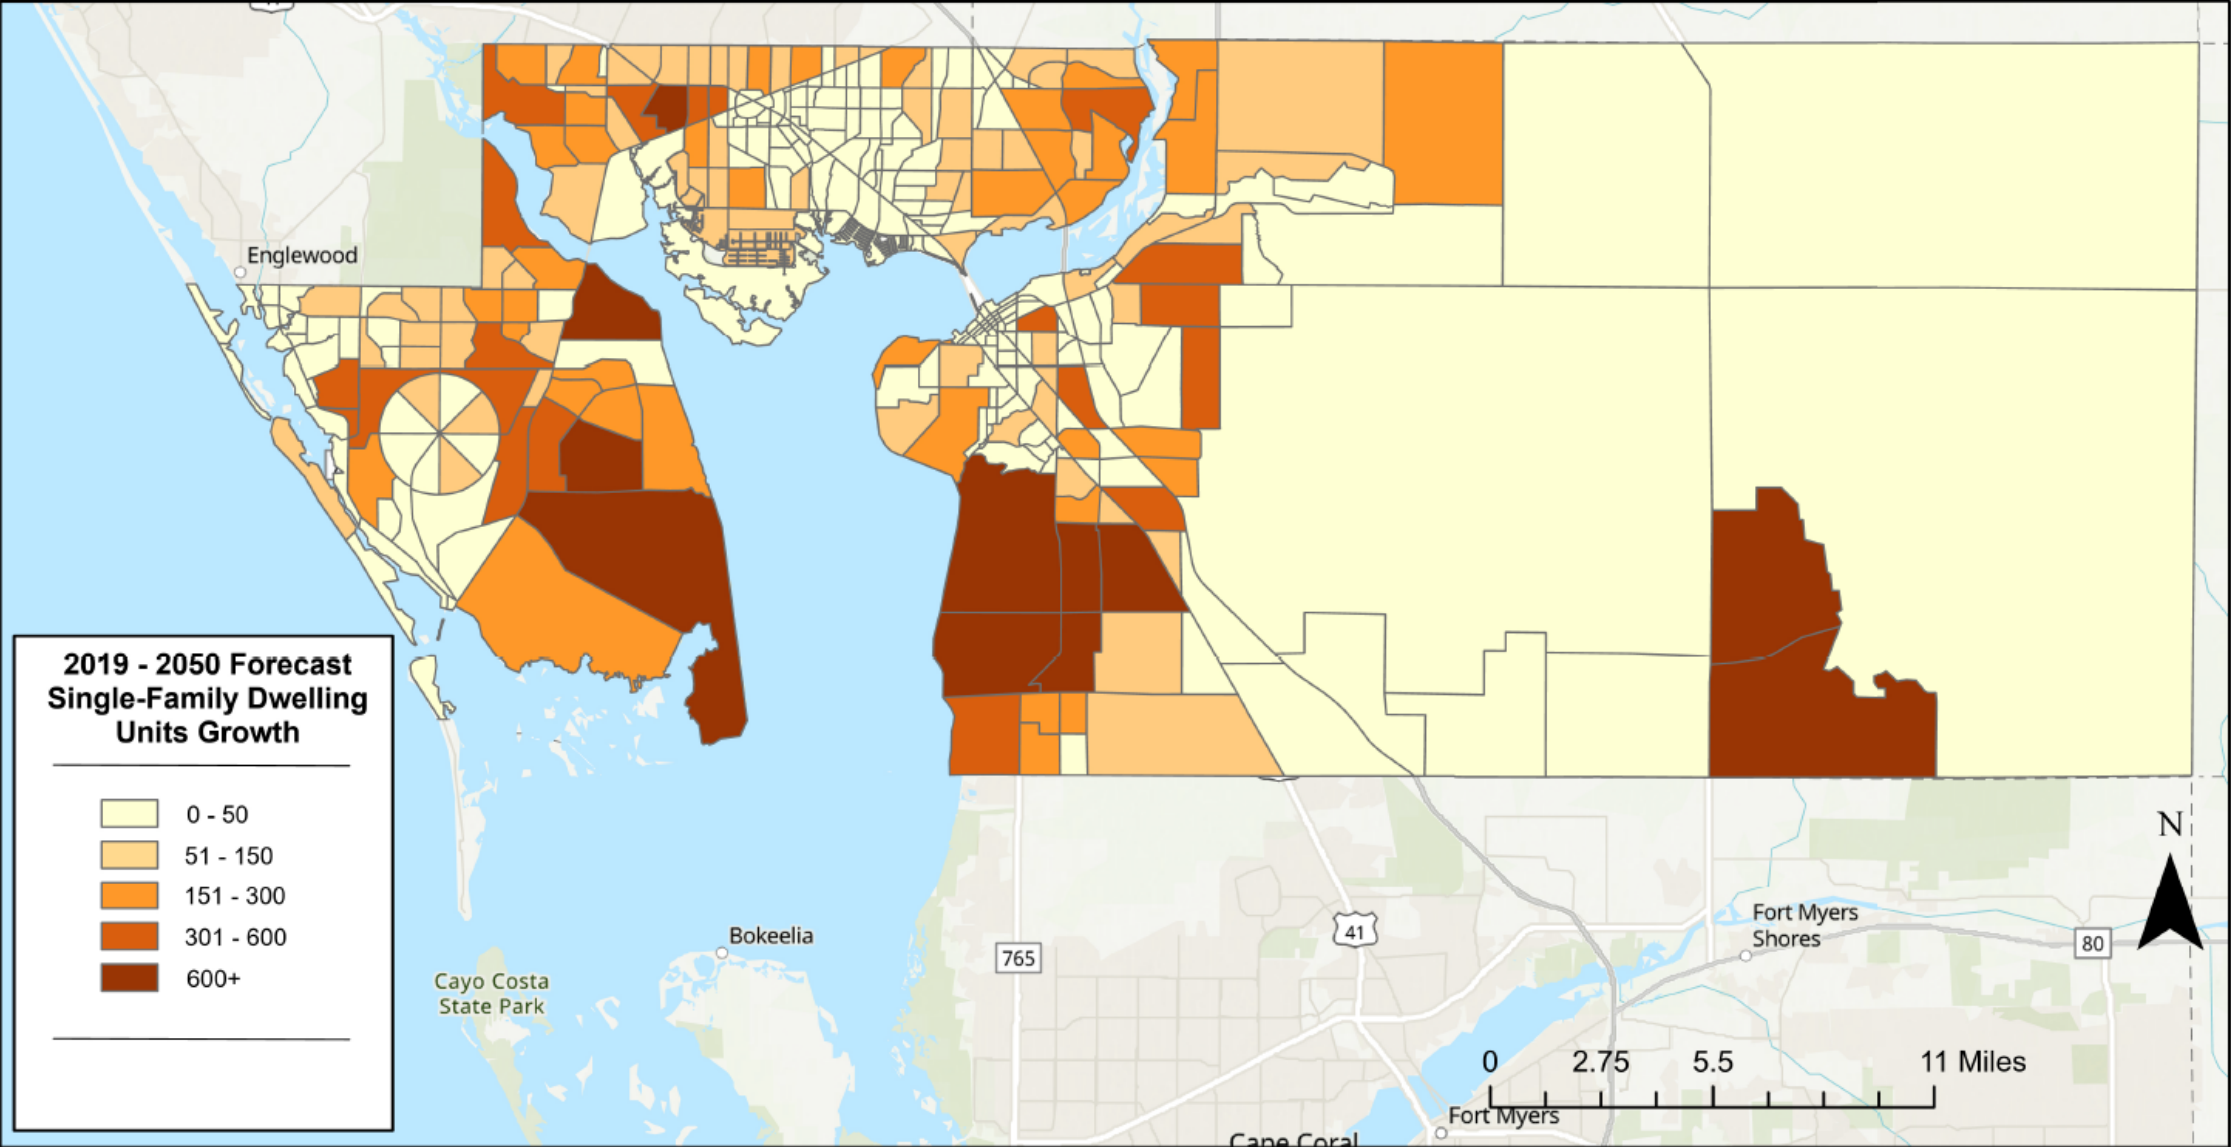 Englewood
2019 - 2050 Forecast
Single-Family Dwelling
Units Growth
0 - 50
51 - 150
151 - 300
301 - 600
600+
Cayo Costa
State Park
Bokeelia
765
41
Fort Myers
Shores
80
N
0 2.75 5.5 11 Miles
Fort Myers
Cape Coral